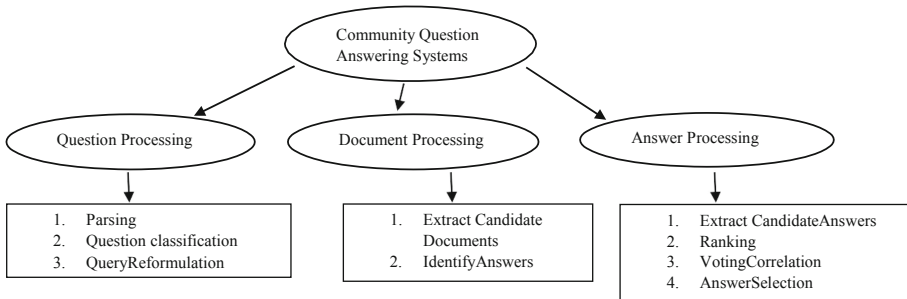 Community Question
Answering Systems
Question Processing
Document Processing
Answer Processing
1. Parsing
2. Question classification
3. QueryReformulation
1. Extract Candidate
Documents
2. IdentifyAnswers
1. Extract CandidateAnswers
2. Ranking
3. VotingCorrelation
4. AnswerSelection